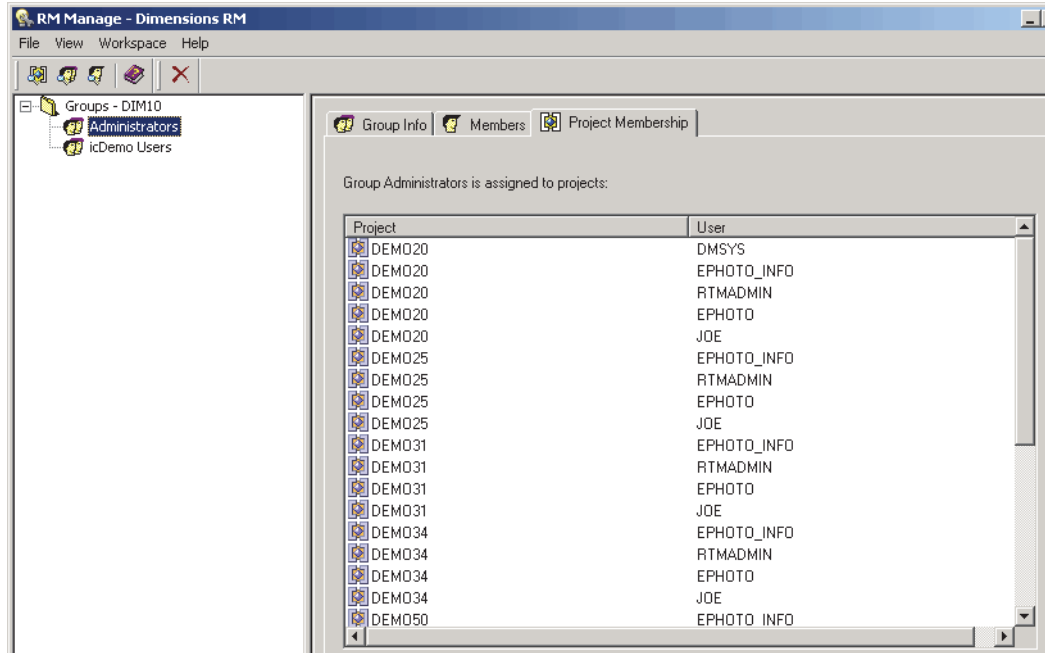 RM Manage - Dimensions RM
File View Workspace Help
Groups - DIM10
Administrators
icDemo Users
Group Info Members Project Membership
Group Administrators is assigned to projects:
Project User
DEMO20 DMSYS
DEMO20 EPHOTO_INFO
DEMO20 RTMADMIN
DEMO20 EPHOTO
DEMO20 JOE
DEMO25 EPHOTO_INFO
DEMO25 RTMADMIN
DEMO25 EPHOTO
DEMO25 JOE
DEMO31 EPHOTO_INFO
DEMO31 RTMADMIN
DEMO31 EPHOTO
DEMO31 JOE
DEMO34 EPHOTO_INFO
DEMO34 RTMADMIN
DEMO34 EPHOTO
DEMO34 JOE
DEMO50 EPHOTO_INFO